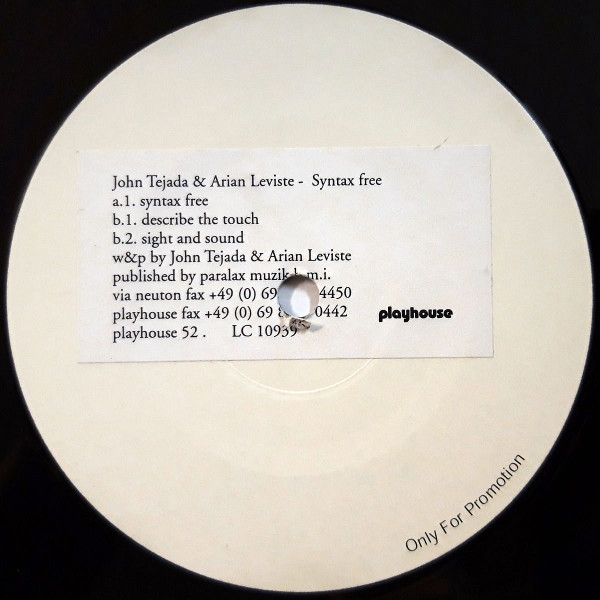 John Tejada & Arian Leviste - Syntax free
a.1. syntax free
b.1. describe the touch
b.2. sight and sound
w&p by John Tejada & Arian Leviste
published by paralax muzik m.i.
via neuton fax +49 (0) 69 4450
playhouse fax +49 (0) 69 0442
playhouse
playhouse 52 . LC 10939
Only For Promotion